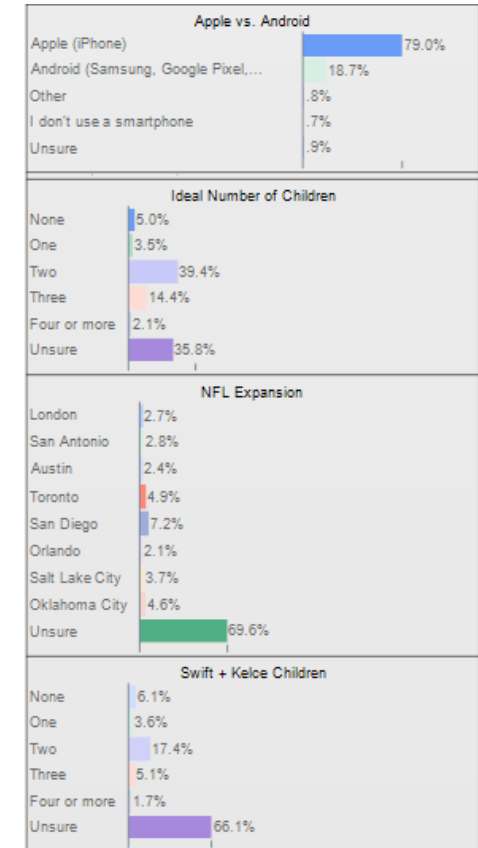 Apple vs. Android
Apple (iPhone) 79.0%
Android (Samsung, Google Pixel,... 18.7%
Other .8%
I don't use a smartphone .7%
Unsure .9%
Ideal Number of Children
None 5.0%
One 3.5%
Two 39.4%
Three 14.4%
Four or more 2.1%
Unsure 35.8%
NFL Expansion
London 2.7%
San Antonio 2.8%
Austin 2.4%
Toronto 4.9%
San Diego 7.2%
Orlando 2.1%
Salt Lake City 3.7%
Oklahoma City 4.6%
Unsure 69.6%
Swift + Kelce Children
None 6.1%
One 3.6%
Two 17.4%
Three 5.1%
Four or more 1.7%
Unsure 66.1%